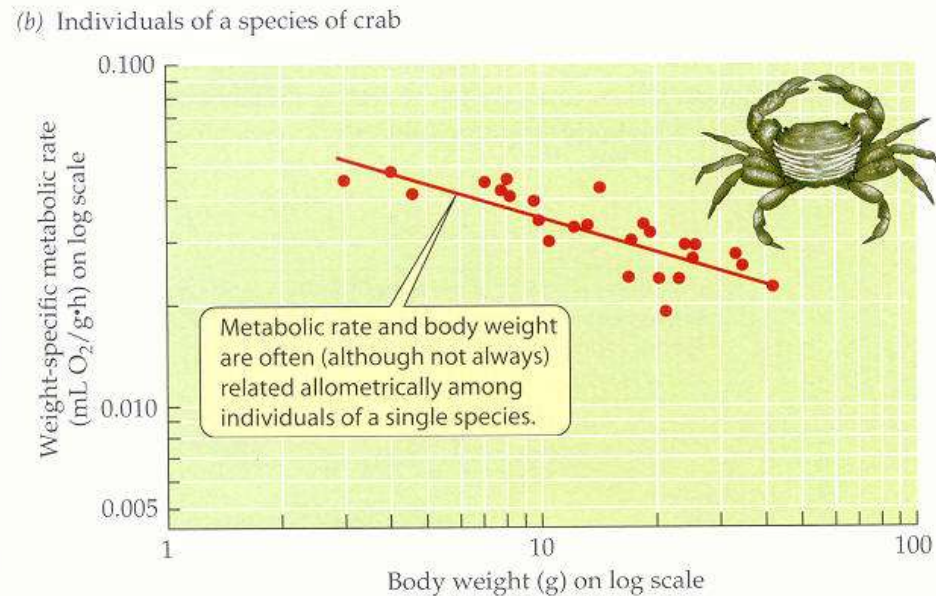 (b) Individuals of a species of crab
0.100
0.010
0.005
Weight-specific metabolic rate
(mL O₂/g•h) on log scale
Metabolic rate and body weight
are often (although not always)
related allometrically among
individuals of a single species.
1
10
100
Body weight (g) on log scale